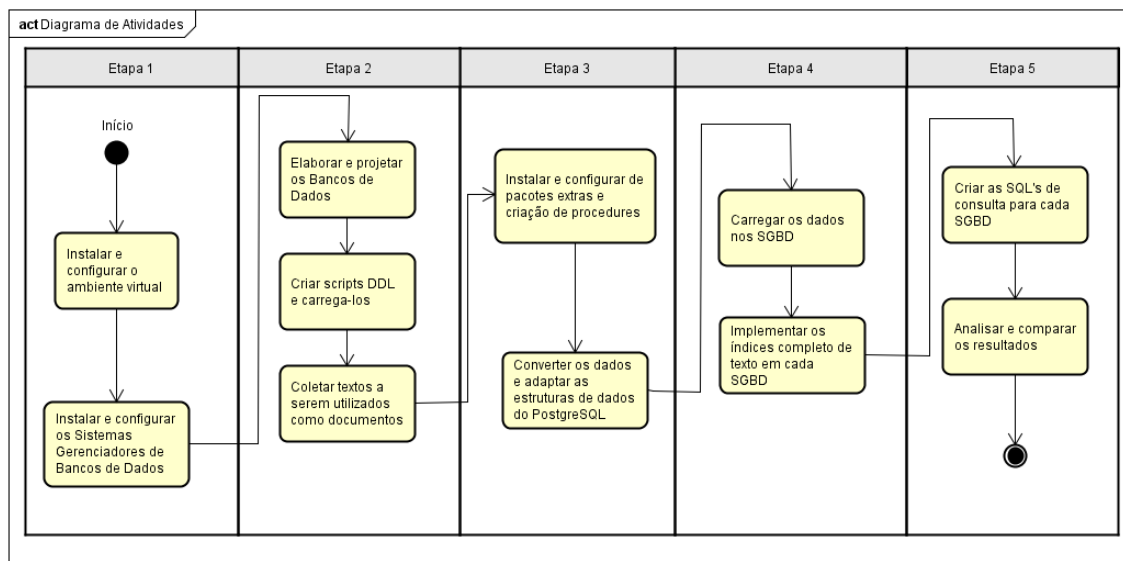 act Diagrama de Atividades
Etapa 1
Etapa 2
Etapa 3
Etapa 4
Etapa 5
Início
Instalar e
configurar o
ambiente virtual
Instalar e configurar
os Sistemas
Gerenciadores de
Bancos de Dados
Elaborar e projetar
os Bancos de
Dados
Criar scripts DDL
e carrega-los
Coletar textos a
serem utilizados
como documentos
Instalar e configurar de
pacotes extras e
criação de procedures
Converter os dados
e adaptar as
estruturas de dados
do PostgreSQL
Carregar os dados
nos SGBD
Implementar os
índices completo de
texto em cada
SGBD
Criar as SQL's de
consulta para cada
SGBD
Analisar e comparar
os resultados